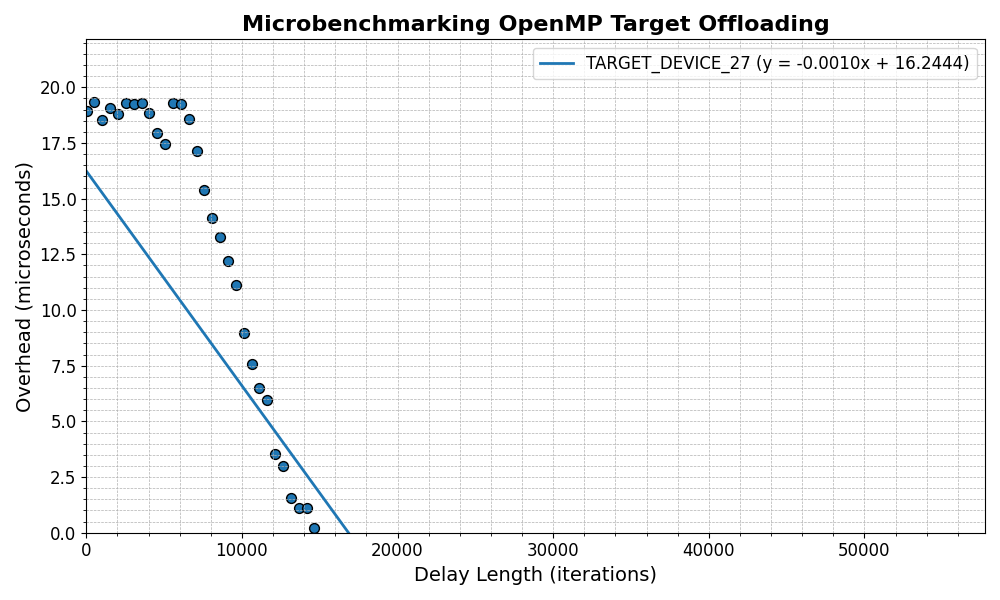 Microbenchmarking OpenMP Target Offloading
TARGET_DEVICE_27 (y = -0.0010x + 16.2444)
Overhead (microseconds)
20.0
17.5
15.0
12.5
10.0
7.5
5.0
2.5
0.0
0 10000 20000 30000 40000 50000
Delay Length (iterations)